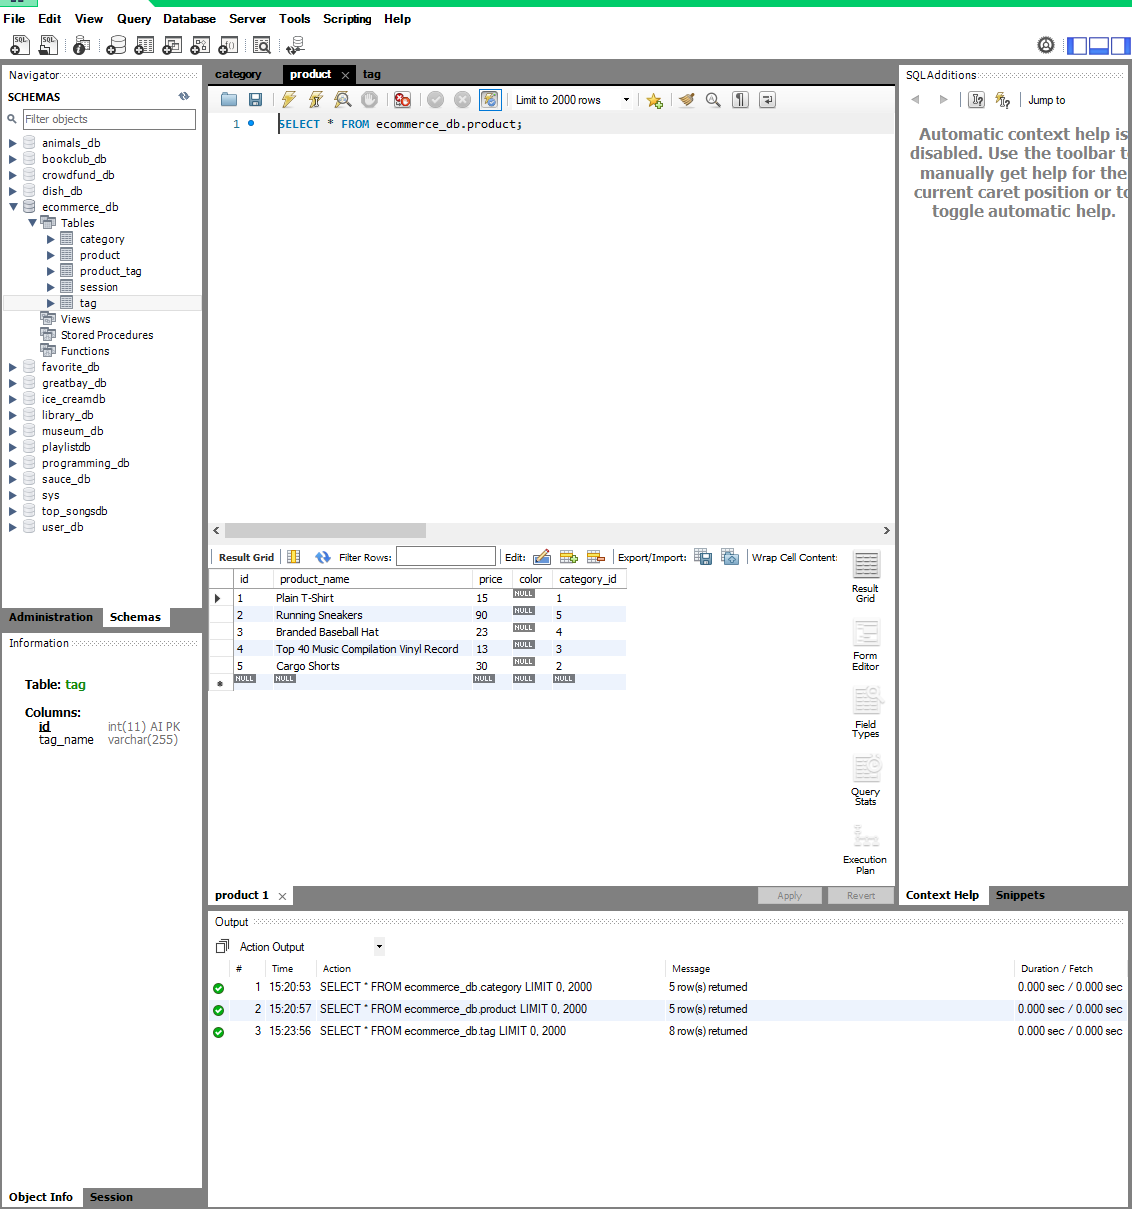 File Edit View Query Database Server Tools Scripting Help
Navigator
SCHEMAS
Filter objects
animals_db
bookclub_db
crowdfund_db
dish_db
ecommerce_db
Tables
category
product
product_tag
session
tag
Views
Stored Procedures
Functions
favorite_db
greatbay_db
ice_creamdb
library_db
museum_db
playlistdb
programming_db
sauce_db
sys
top_songsdb
user_db
Administration Schemas
Information
Table: tag
Columns:
id int(11) AI PK
tag_name varchar(255)
Object Info Session
category product tag
Limit to 2000 rows
1 SELECT * FROM ecommerce_db.product;
Result Grid Filter Rows: Edit: Export/Import: Wrap Cell Content:
id product_name price color category_id
1 Plain T-Shirt 15 NULL 1
2 Running Sneakers 90 NULL 5
3 Branded Baseball Hat 23 NULL 4
4 Top 40 Music Compilation Vinyl Record 13 NULL 3
5 Cargo Shorts 30 NULL 2
NULL NULL NULL NULL NULL
Result
Grid
Form
Editor
Field
Types
Query
Stats
Execution
Plan
product 1 Apply Revert
SQLAdditions
Jump to
Automatic context help is
disabled. Use the toolbar t
manually get help for the
current caret position or to
toggle automatic help.
Context Help Snippets
Output
Action Output
# Time Action Message Duration / Fetch
1 15:20:53 SELECT * FROM ecommerce_db.category LIMIT 0, 2000 5 row(s) returned 0.000 sec / 0.000 sec
2 15:20:57 SELECT * FROM ecommerce_db.product LIMIT 0, 2000 5 row(s) returned 0.000 sec / 0.000 sec
3 15:23:56 SELECT * FROM ecommerce_db.tag LIMIT 0, 2000 8 row(s) returned 0.000 sec / 0.000 sec